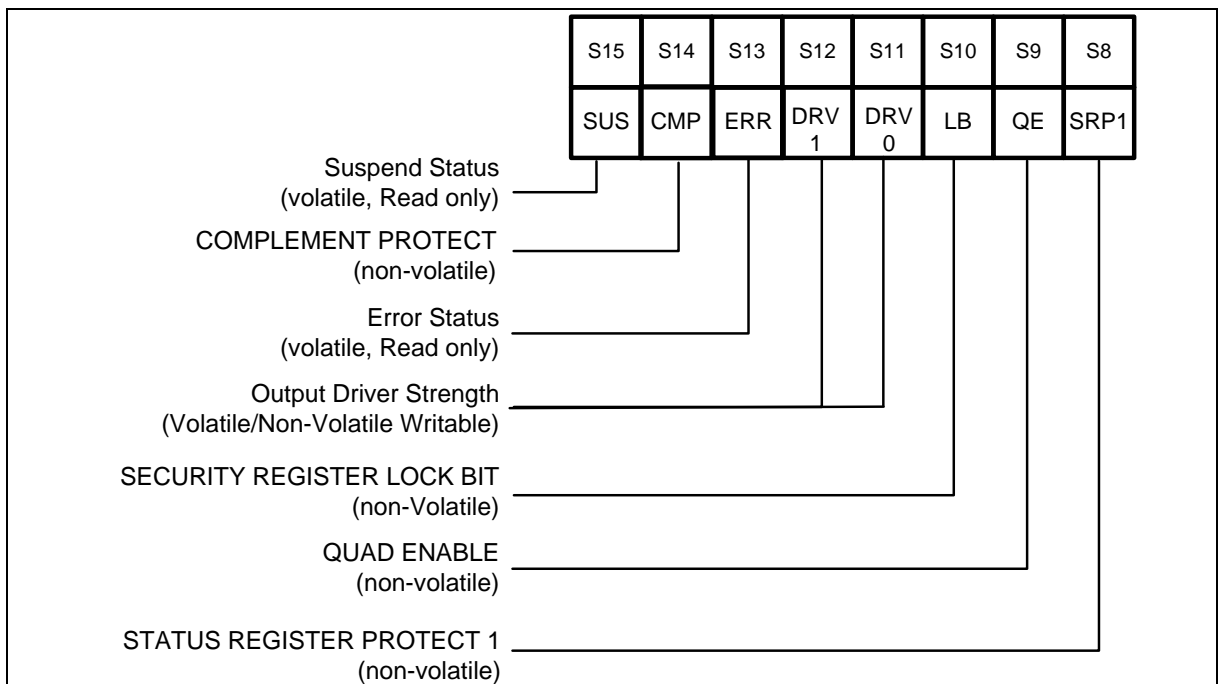 S15 S14 S13 S12 S11 S10 S9 S8
SUS CMP ERR DRV 1 DRV 0 LB QE SRP1
Suspend Status
(volatile, Read only)
COMPLEMENT PROTECT
(non-volatile)
Error Status
(volatile, Read only)
Output Driver Strength
(Volatile/Non-Volatile Writable)
SECURITY REGISTER LOCK BIT
(non-Volatile)
QUAD ENABLE
(non-volatile)
STATUS REGISTER PROTECT 1
(non-volatile)